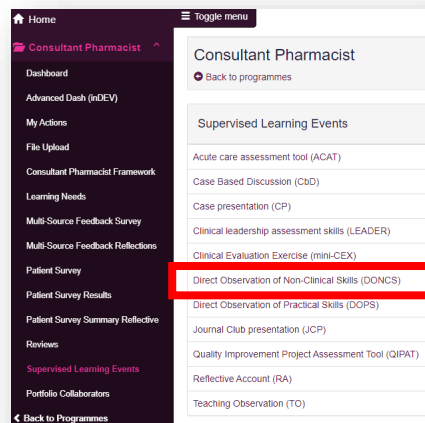 Home
Toggle menu
Consultant Pharmacist
Dashboard
Advanced Dash (inDEV)
My Actions
File Upload
Consultant Pharmacist Framework
Learning Needs
Multi-Source Feedback Survey
Multi-Source Feedback Reflections
Patient Survey
Patient Survey Results
Patient Survey Summary Reflective
Reviews
Supervised Learning Events
Portfolio Collaborators
Back to Programmes
Consultant Pharmacist
Back to programmes
Supervised Learning Events
Acute care assessment tool (ACAT)
Case Based Discussion (CbD)
Case presentation (CP)
Clinical leadership assessment skills (LEADER)
Clinical Evaluation Exercise (mini-CEX)
Direct Observation of Non-Clinical Skills (DONCS)
Direct Observation of Practical Skills (DOPS)
Journal Club presentation (JCP)
Quality Improvement Project Assessment Tool (QIPAT)
Reflective Account (RA)
Teaching Observation (TO)